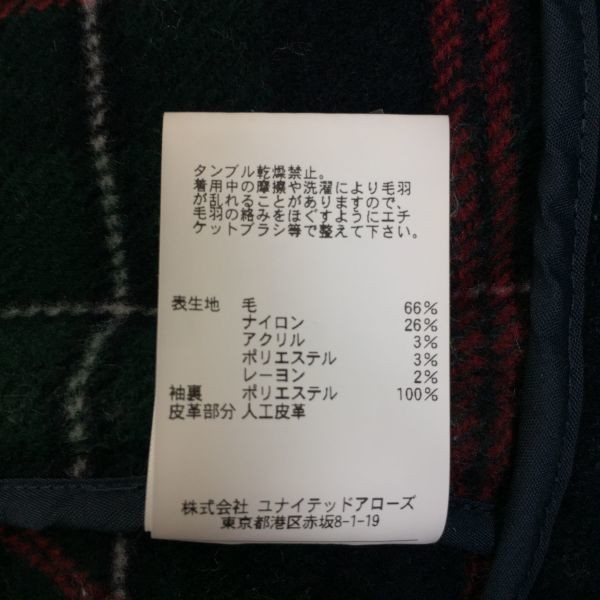 タンブル乾燥禁止。
着用中の摩擦や洗濯により毛羽
が乱れることがありますので、
毛羽の絡みをほぐすようにエチ
ケットブラシ等で整えて下さい。
表生地 毛 66%
ナイロン 26%
アクリル 3%
ポリエステル 3%
レーヨン 2%
袖裏 ポリエステル 100%
皮革部分 人工皮革
株式会社 ユナイテッドアローズ
東京都港区赤坂8-1-19